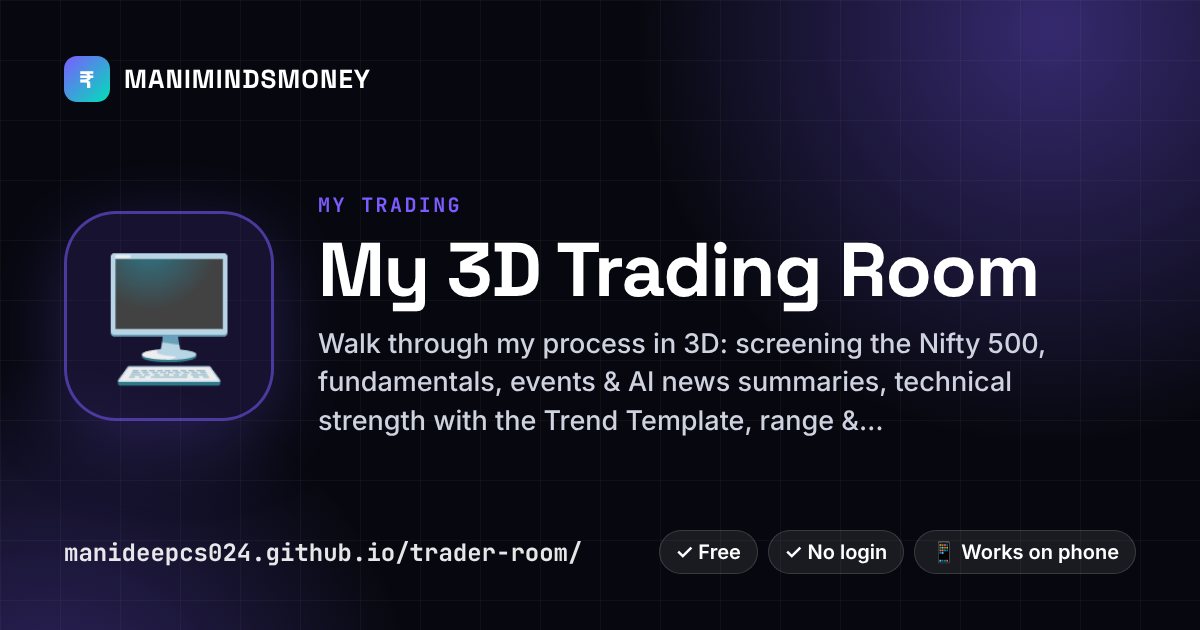 ₹ MANIMINDSMONEY
MY TRADING
My 3D Trading Room
Walk through my process in 3D: screening the Nifty 500,
fundamentals, events & AI news summaries, technical
strength with the Trend Template, range &...
manideepcs024.github.io/trader-room/
✓ Free
✓ No login
📱 Works on phone